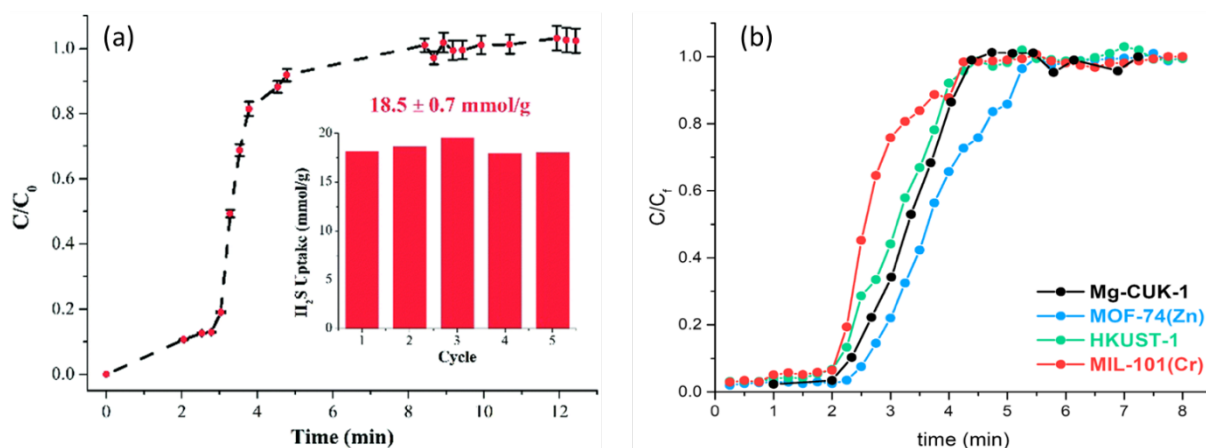 (a)
C/C0
1.0
0.8
0.6
0.4
0.2
0.0
0 2 4 6 8 10 12
Time (min)
18.5 ± 0.7 mmol/g
H2S Uptake (mmol/g)
20
15
10
5
0
1 2 3 4 5
Cycle
(b)
C/Cf
1.0
0.8
0.6
0.4
0.2
0.0
0 1 2 3 4 5 6 7 8
time (min)
Mg-CUK-1
MOF-74(Zn)
HKUST-1
MIL-101(Cr)